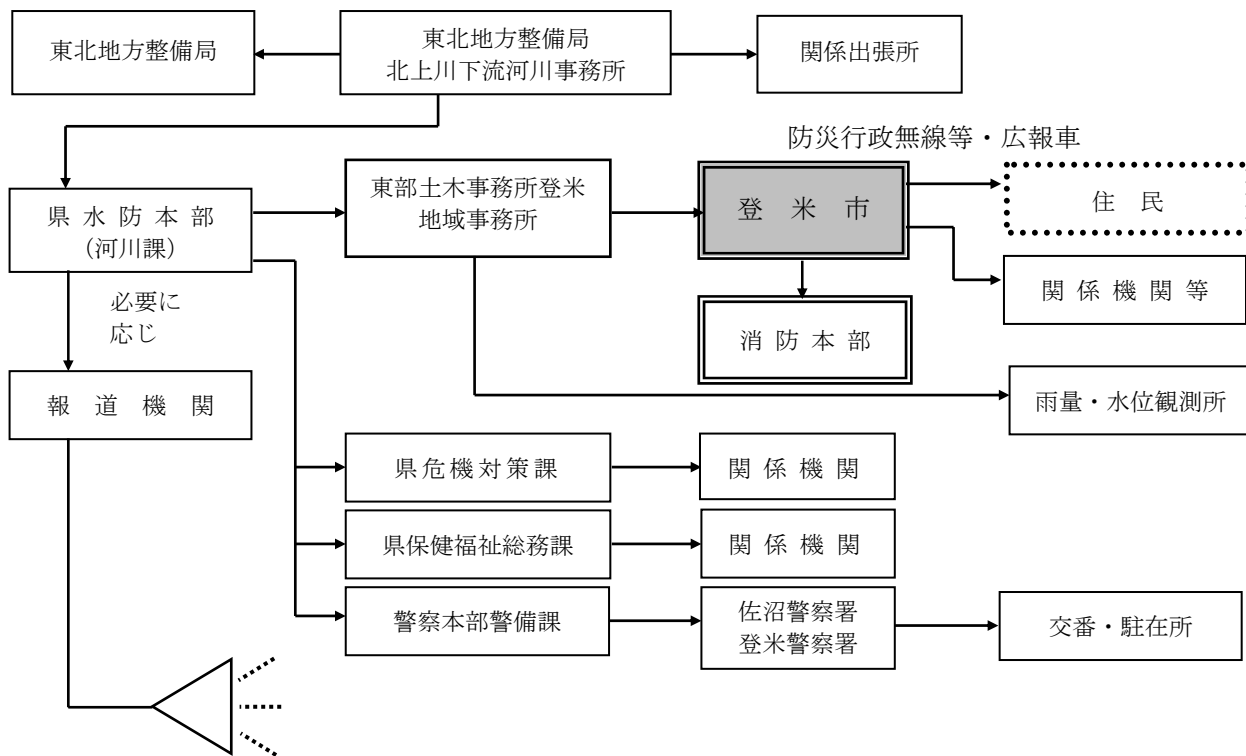 東北地方整備局
東北地方整備局
北上川下流河川事務所
関係出張所
防災行政無線等・広報車
県水防本部
(河川課)
東部土木事務所登米
地域事務所
登米市
住民
関係機関等
必要に
応じ
消防本部
報道機関
雨量・水位観測所
県危機対策課
関係機関
県保健福祉総務課
関係機関
警察本部警備課
佐沼警察署
登米警察署
交番・駐在所